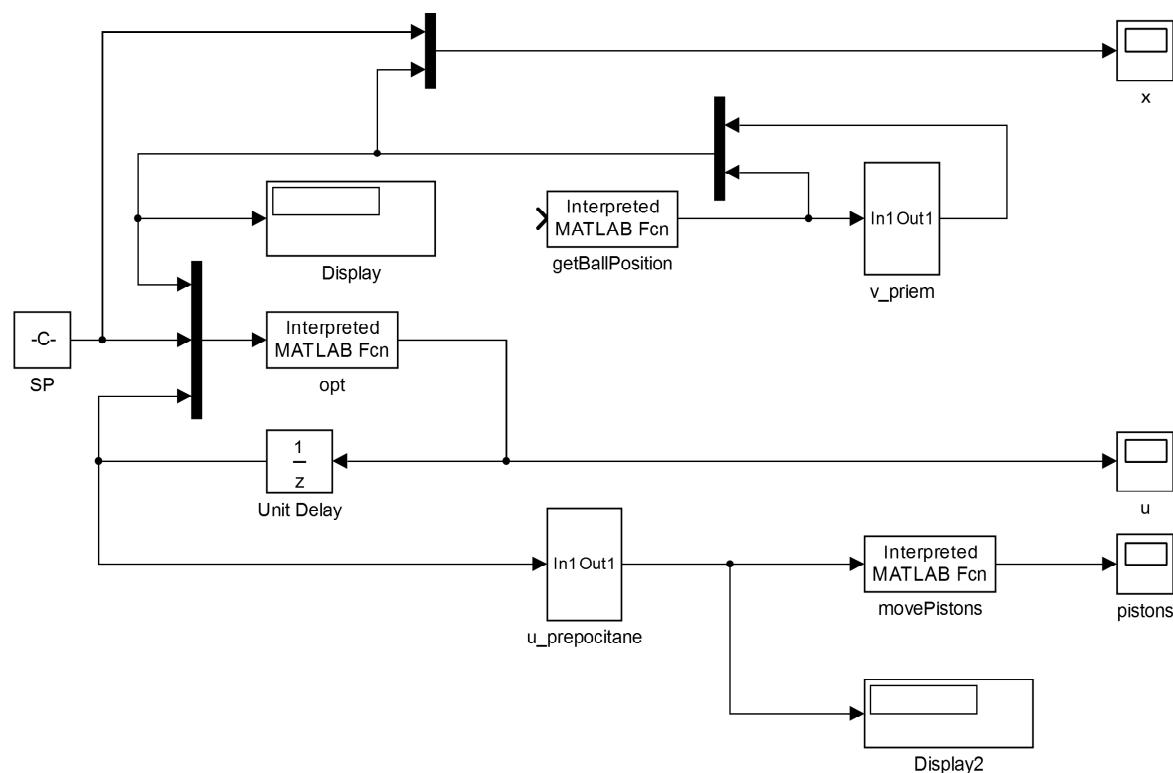 x
Interpreted
MATLAB Fcn
getBallPosition
In1 Out1
v_priem
Display
-C-
SP
Interpreted
MATLAB Fcn
opt
1
z
Unit Delay
u
In1 Out1
u_prepocitane
Interpreted
MATLAB Fcn
movePistons
pistons
Display2